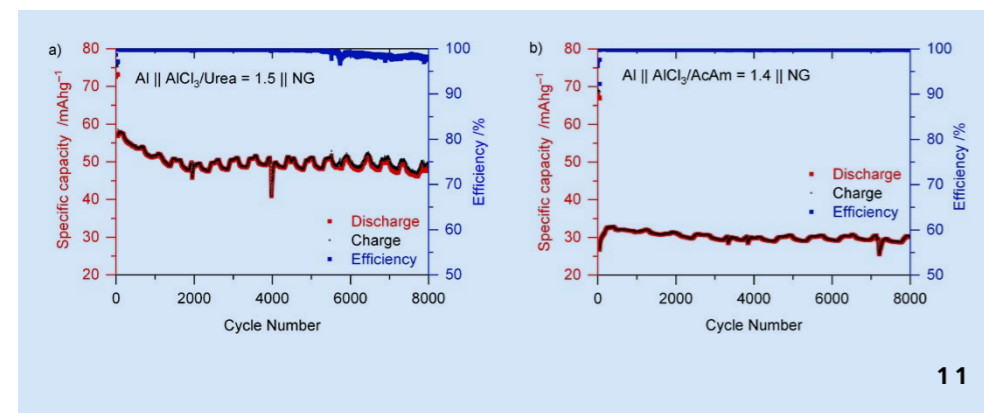 a)
Al || AlCl₃/Urea = 1.5 || NG
Specific capacity /mAhg⁻¹
80
70
60
50
40
30
20
Efficiency /%
100
90
80
70
60
50
Discharge
Charge
Efficiency
0 2000 4000 6000 8000
Cycle Number
b)
Al || AlCl₃/AcAm = 1.4 || NG
Specific capacity /mAhg⁻¹
80
70
60
50
40
30
20
Efficiency /%
100
90
80
70
60
50
Discharge
Charge
Efficiency
0 2000 4000 6000 8000
Cycle Number
11